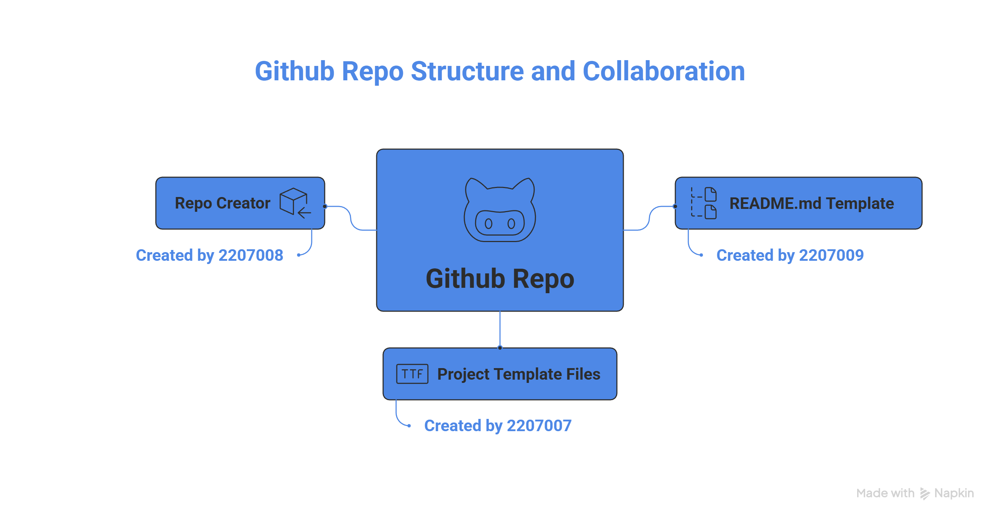 Github Repo Structure and Collaboration
Repo Creator
Created by 2207008
Github Repo
README.md Template
Created by 2207009
TTF
Project Template Files
Created by 2207007
Made with Napkin